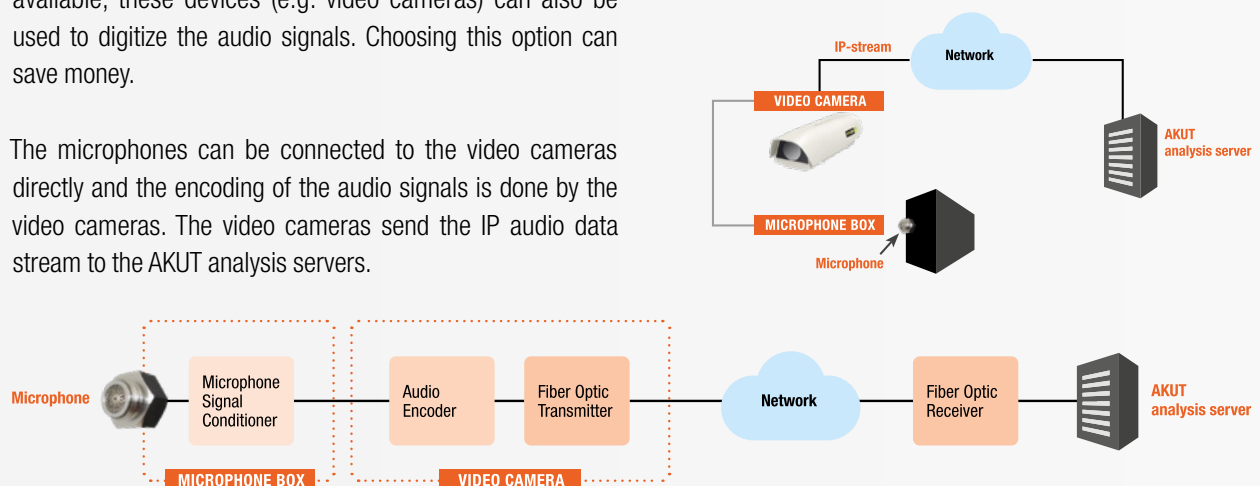 available, these devices (e.g. video cameras) can also be
used to digitize the audio signals. Choosing this option can
save money.
The microphones can be connected to the video cameras
directly and the encoding of the audio signals is done by the
video cameras. The video cameras send the IP audio data
stream to the AKUT analysis servers.
IP-stream
Network
VIDEO CAMERA
AKUT
analysis server
MICROPHONE BOX
Microphone
Microphone
Microphone
Signal
Conditioner
Audio
Encoder
Fiber Optic
Transmitter
Network
Fiber Optic
Receiver
AKUT
analysis server
MICROPHONE BOX
VIDEO CAMERA